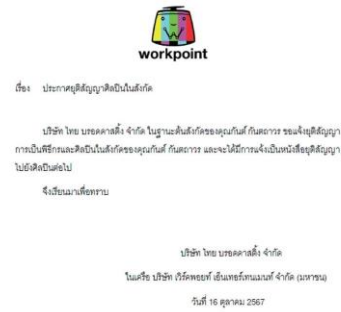 workpoint
เรื่อง ประกาศยุติสัญญาศิลปินในสังกัด
บริษัท ไทย บรอดคาสติ้ง จำกัด ในฐานะต้นสังกัดของคุณกันต์ กันตถาวร ขอแจ้งยุติสัญญา
การเป็นพิธีกรและศิลปินในสังกัดของคุณกันต์ กันตถาวร และจะได้มีการแจ้งเป็นหนังสือยุติสัญญา
ไปยังศิลปินต่อไป
จึงเรียนมาเพื่อทราบ
บริษัท ไทย บรอดคาสติ้ง จำกัด
ในเครือ บริษัท เวิร์คพอยท์ เอ็นเทอร์เทนเมนท์ จำกัด (มหาชน)
วันที่ 16 ตุลาคม 2567